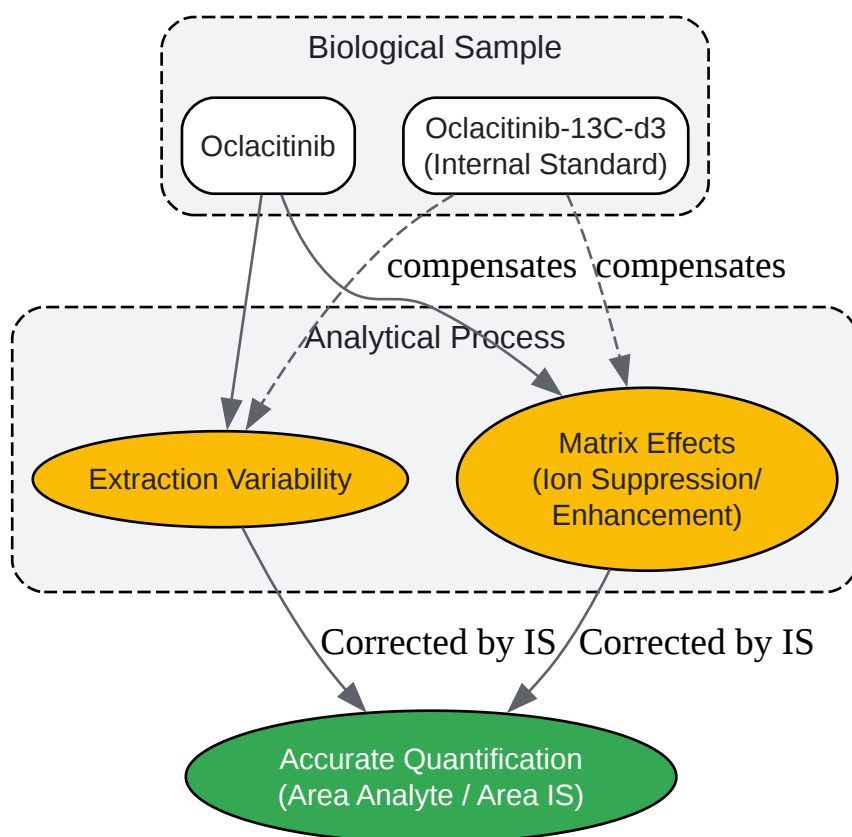 Biological Sample
Oclacitinib
Oclacitinib-13C-d3
(Internal Standard)
compensates
compensates
Analytical Process
Extraction Variability
Matrix Effects
(Ion Suppression/
Enhancement)
Corrected by IS
Corrected by IS
Accurate Quantification
(Area Analyte / Area IS)